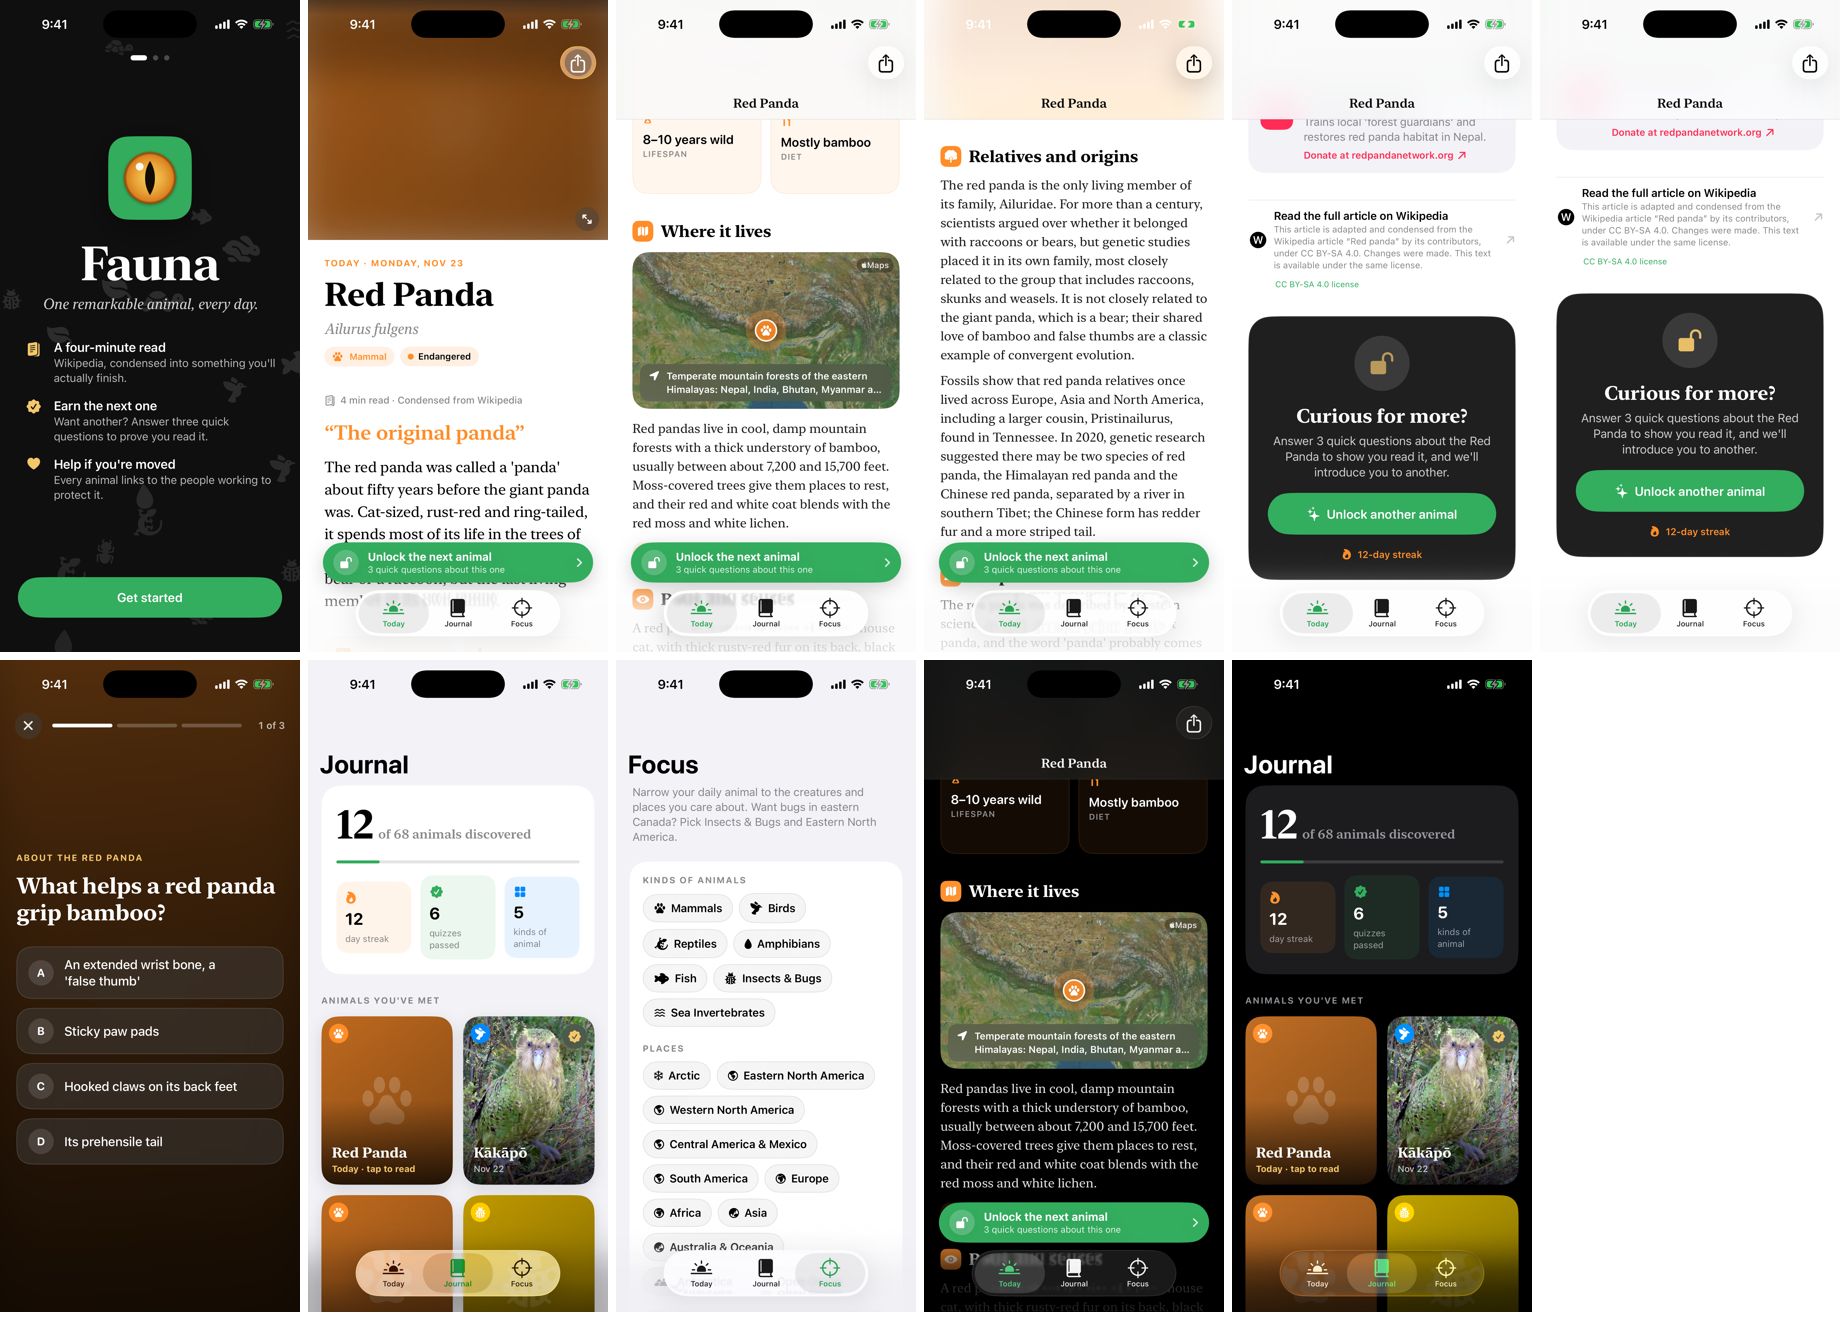 9:41
Fauna
One remarkable animal, every day.
A four-minute read
Wikipedia, condensed into something you'll
actually finish.
Earn the next one
Want another? Answer three quick
questions to prove you read it.
Help if you're moved
Every animal links to the people working to
protect it.
Get started
9:41
TODAY · MONDAY, NOV 23
Red Panda
Ailurus fulgens
Mammal
Endangered
4 min read · Condensed from Wikipedia
“The original panda”
The red panda was called a 'panda'
about fifty years before the giant panda
was. Cat-sized, rust-red and ring-tailed,
it spends most of its life in the trees of
Unlock the next animal
3 quick questions about this one
Today
Journal
Focus
9:41
Red Panda
8–10 years wild
LIFESPAN
Mostly bamboo
DIET
Where it lives
Maps
Temperate mountain forests of the eastern
Himalayas: Nepal, India, Bhutan, Myanmar a...
Red pandas live in cool, damp mountain
forests with a thick understory of bamboo,
usually between about 7,200 and 15,700 feet.
Moss-covered trees give them places to rest,
and their red and white coat blends with the
red moss and white lichen.
Unlock the next animal
3 quick questions about this one
Today
Journal
Focus
cat, with thick rusty-red fur on its back, black
9:41
Red Panda
Relatives and origins
The red panda is the only living member of
its family, Ailuridae. For more than a century,
scientists argued over whether it belonged
with raccoons or bears, but genetic studies
placed it in its own family, most closely
related to the group that includes raccoons,
skunks and weasels. It is not closely related to
the giant panda, which is a bear; their shared
love of bamboo and false thumbs are a classic
example of convergent evolution.
Fossils show that red panda relatives once
lived across Europe, Asia and North America,
including a larger cousin, Pristinailurus,
found in Tennessee. In 2020, genetic research
suggested there may be two species of red
panda, the Himalayan red panda and the
Chinese red panda, separated by a river in
southern Tibet; the Chinese form has redder
fur and a more striped tail.
Unlock the next animal
3 quick questions about this one
Today
Journal
Focus
panda, and the word 'panda' probably comes
9:41
Red Panda
Trains local 'forest guardians' and
restores red panda habitat in Nepal.
Donate at redpandanetwork.org
W
Read the full article on Wikipedia
This article is adapted and condensed from the
Wikipedia article "Red panda" by its contributors,
under CC BY-SA 4.0. Changes were made. This text
is available under the same license.
CC BY-SA 4.0 license
Curious for more?
Answer 3 quick questions about the Red
Panda to show you read it, and we'll
introduce you to another.
Unlock another animal
12-day streak
Today
Journal
Focus
9:41
Red Panda
Donate at redpandanetwork.org
W
Read the full article on Wikipedia
This article is adapted and condensed from the
Wikipedia article "Red panda" by its contributors,
under CC BY-SA 4.0. Changes were made. This text
is available under the same license.
CC BY-SA 4.0 license
Curious for more?
Answer 3 quick questions about the Red
Panda to show you read it, and we'll
introduce you to another.
Unlock another animal
12-day streak
Today
Journal
Focus
9:41
1 of 3
ABOUT THE RED PANDA
What helps a red panda
grip bamboo?
A
An extended wrist bone, a
'false thumb'
B
Sticky paw pads
C
Hooked claws on its back feet
D
Its prehensile tail
9:41
Journal
12 of 68 animals discovered
12
day streak
6
quizzes
passed
5
kinds of
animal
ANIMALS YOU'VE MET
Red Panda
Today · tap to read
Kākāpō
Nov 22
Today
Journal
Focus
9:41
Focus
Narrow your daily animal to the creatures and
places you care about. Want bugs in eastern
Canada? Pick Insects & Bugs and Eastern North
America.
KINDS OF ANIMALS
Mammals
Birds
Reptiles
Amphibians
Fish
Insects & Bugs
Sea Invertebrates
PLACES
Arctic
Eastern North America
Western North America
Central America & Mexico
South America
Europe
Africa
Asia
Australia & Oceania
Today
Journal
Focus
9:41
Red Panda
8–10 years wild
LIFESPAN
Mostly bamboo
DIET
Where it lives
Maps
Temperate mountain forests of the eastern
Himalayas: Nepal, India, Bhutan, Myanmar a...
Red pandas live in cool, damp mountain
forests with a thick understory of bamboo,
usually between about 7,200 and 15,700 feet.
Moss-covered trees give them places to rest,
and their red and white coat blends with the
red moss and white lichen.
Unlock the next animal
3 quick questions about this one
Today
Journal
Focus
cat, with thick rusty-red fur on its back, black
9:41
Journal
12 of 68 animals discovered
12
day streak
6
quizzes
passed
5
kinds of
animal
ANIMALS YOU'VE MET
Red Panda
Today · tap to read
Kākāpō
Nov 22
Today
Journal
Focus